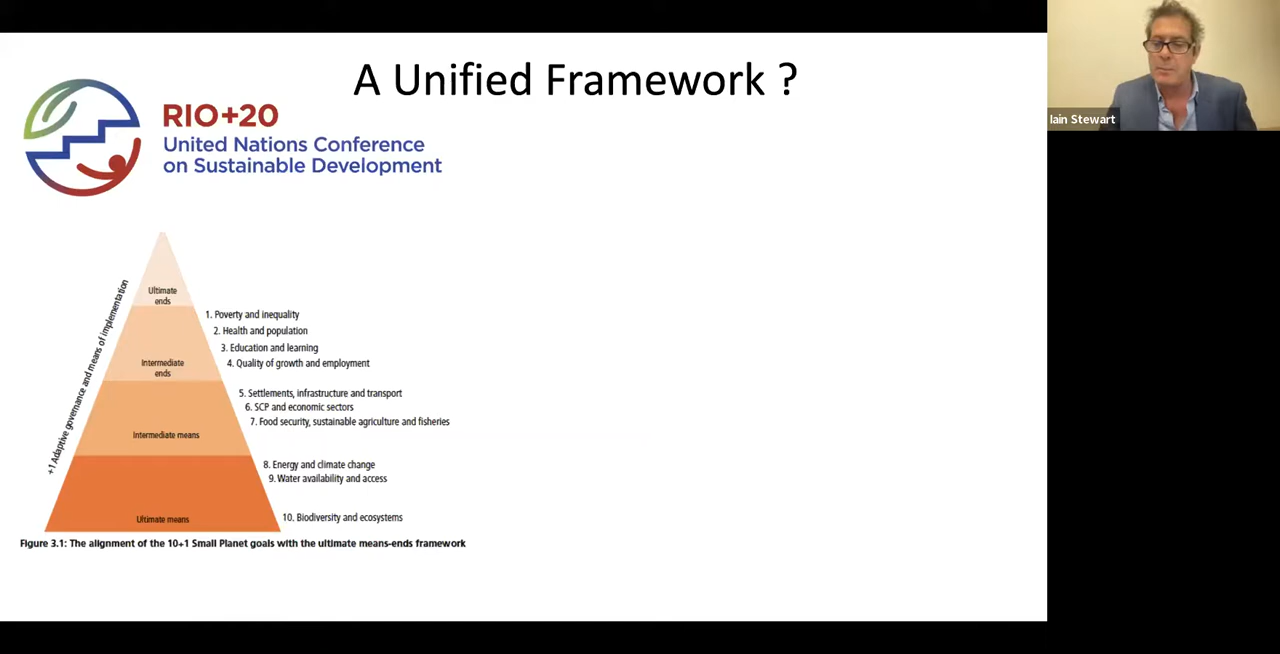 A Unified Framework ?
RIO+20
United Nations Conference
on Sustainable Development
Iain Stewart
+1 Adaptive governance and means of implementation
Ultimate
ends
1. Poverty and inequality
2. Health and population
3. Education and learning
4. Quality of growth and employment
Intermediate
ends
5. Settlements, infrastructure and transport
6. SCP and economic sectors
7. Food security, sustainable agriculture and fisheries
Intermediate means
8. Energy and climate change
9. Water availability and access
10. Biodiversity and ecosystems
Ultimate means
Figure 3.1: The alignment of the 10+1 Small Planet goals with the ultimate means-ends framework